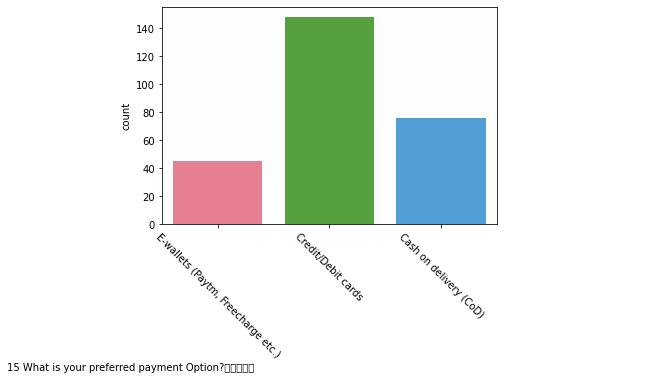 140
120
100
80
60
40
20
0
count
E-wallets (Paytm, Freecharge etc.)
Credit/Debit cards
Cash on delivery (CoD)
15 What is your preferred payment Option?